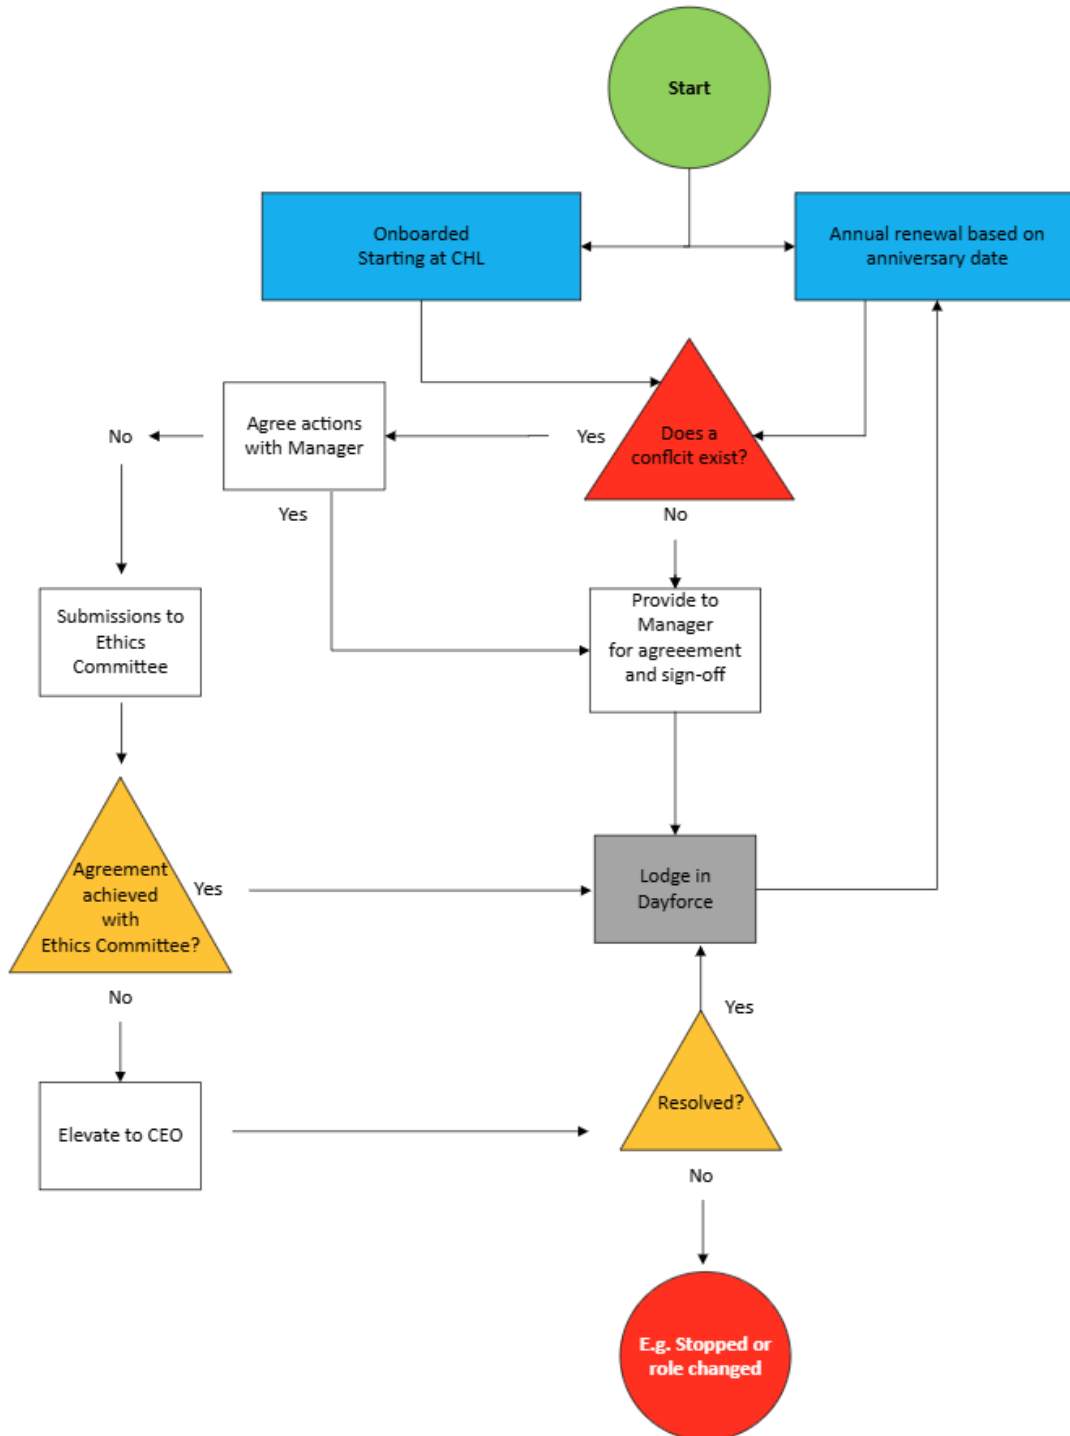 Start
Onboarded
Starting at CHL
Annual renewal based on
anniversary date
Agree actions
with Manager
No
Yes
Does a
conflcit exist?
Yes
No
Submissions to
Ethics
Committee
Provide to
Manager
for agreeement
and sign-off
Agreement
achieved
with
Ethics Committee?
Yes
Lodge in
Dayforce
No
Yes
Elevate to CEO
Resolved?
No
E.g. Stopped or
role changed